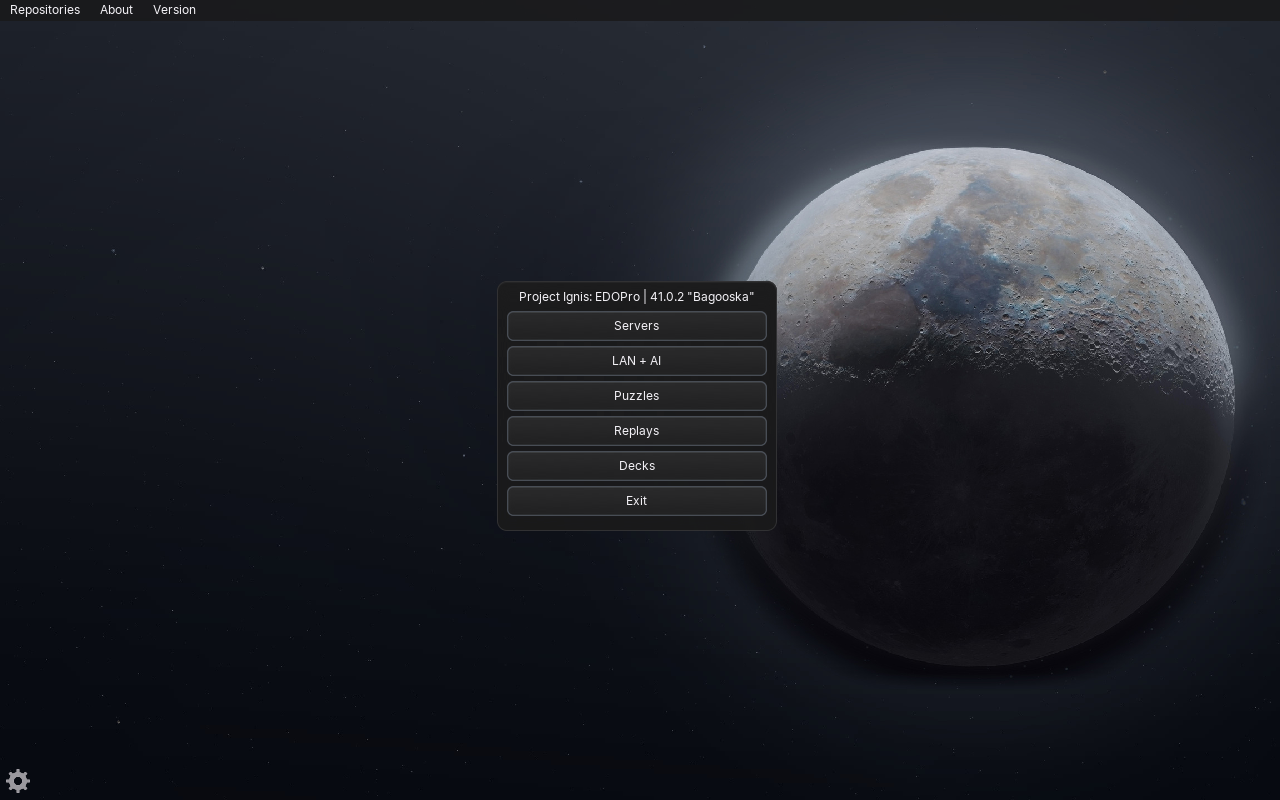 Repositories About Version
Project Ignis: EDOPro | 41.0.2 "Bagooska"
Servers
LAN + AI
Puzzles
Replays
Decks
Exit